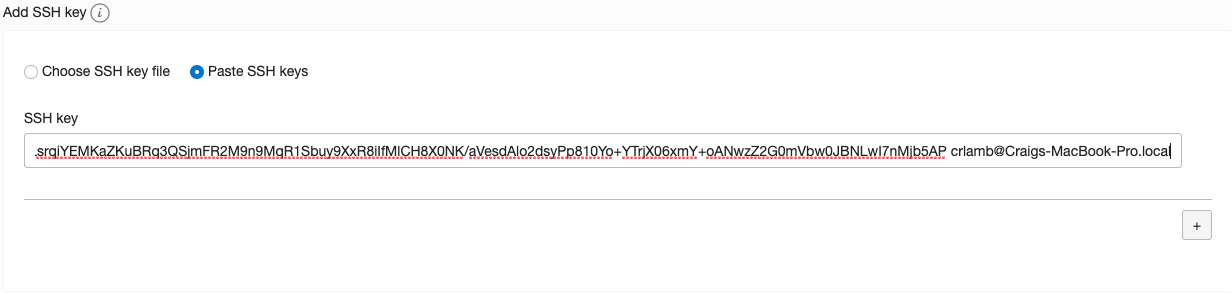 Add SSH key i
Choose SSH key file Paste SSH keys
SSH key
.srqjYEMKaZKuBRq3QSjmFR2M9n9MqR1Sbuy9XxR8iIfMlCH8X0NK/aVesdAlo2dsyPp810Yo+YTrjX06xmY+oANwzZ2G0mVbw0JBNLwI7nMjb5AP crlamb@Craigs-MacBook-Pro.local
+